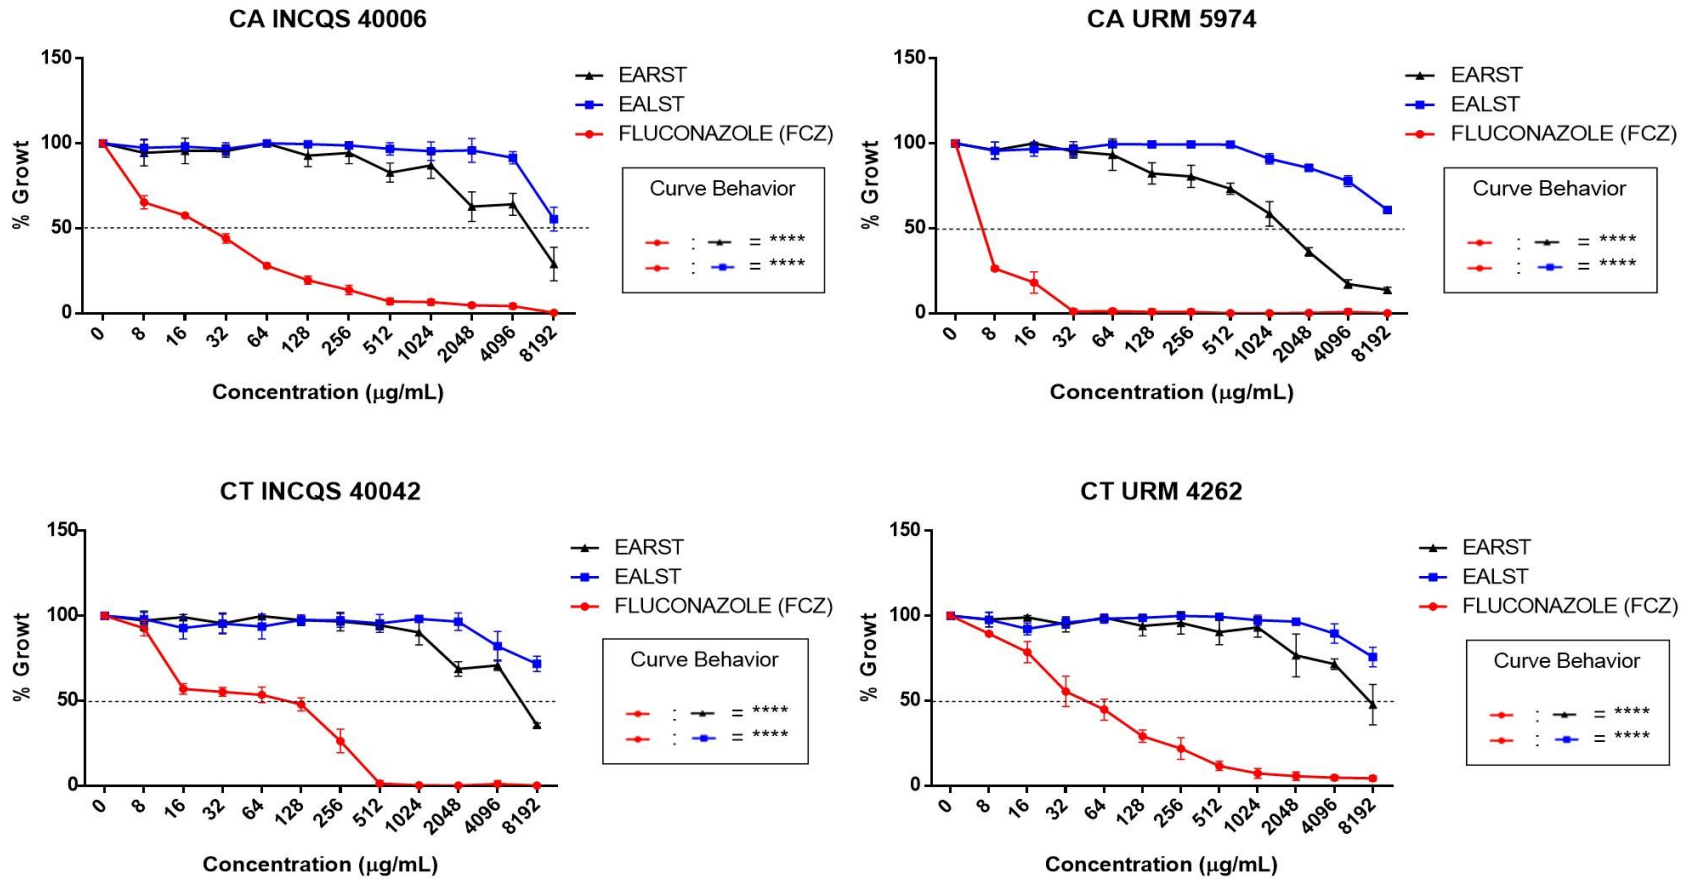 CA INCQS 40006
150
100
50
0
% Growt
0 8 16 32 64 128 256 512 1024 2048 4096 8192
Concentration (µg/mL)
EARST
EALST
FLUCONAZOLE (FCZ)
Curve Behavior
: = ****
: = ****
CA URM 5974
150
100
50
0
% Growt
0 8 16 32 64 128 256 512 1024 2048 4096 8192
Concentration (µg/mL)
EARST
EALST
FLUCONAZOLE (FCZ)
Curve Behavior
: = ****
: = ****
CT INCQS 40042
150
100
50
0
% Growt
0 8 16 32 64 128 256 512 1024 2048 4096 8192
Concentration (µg/mL)
EARST
EALST
FLUCONAZOLE (FCZ)
Curve Behavior
: = ****
: = ****
CT URM 4262
150
100
50
0
% Growt
0 8 16 32 64 128 256 512 1024 2048 4096 8192
Concentration (µg/mL)
EARST
EALST
FLUCONAZOLE (FCZ)
Curve Behavior
: = ****
: = ****